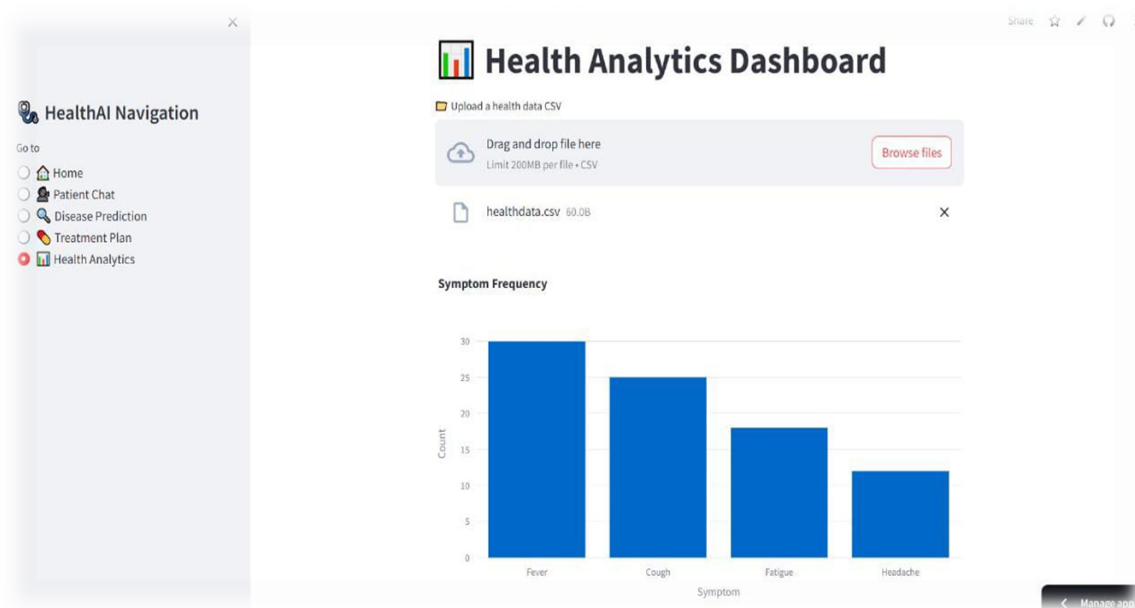 Share
HealthAI Navigation
Go to
Home
Patient Chat
Disease Prediction
Treatment Plan
Health Analytics
Health Analytics Dashboard
Upload a health data CSV
Drag and drop file here
Limit 200MB per file • CSV
Browse files
healthdata.csv 60.0B
Symptom Frequency
30
25
20
15
10
5
0
Count
Fever Cough Fatigue Headache
Symptom
Manage app